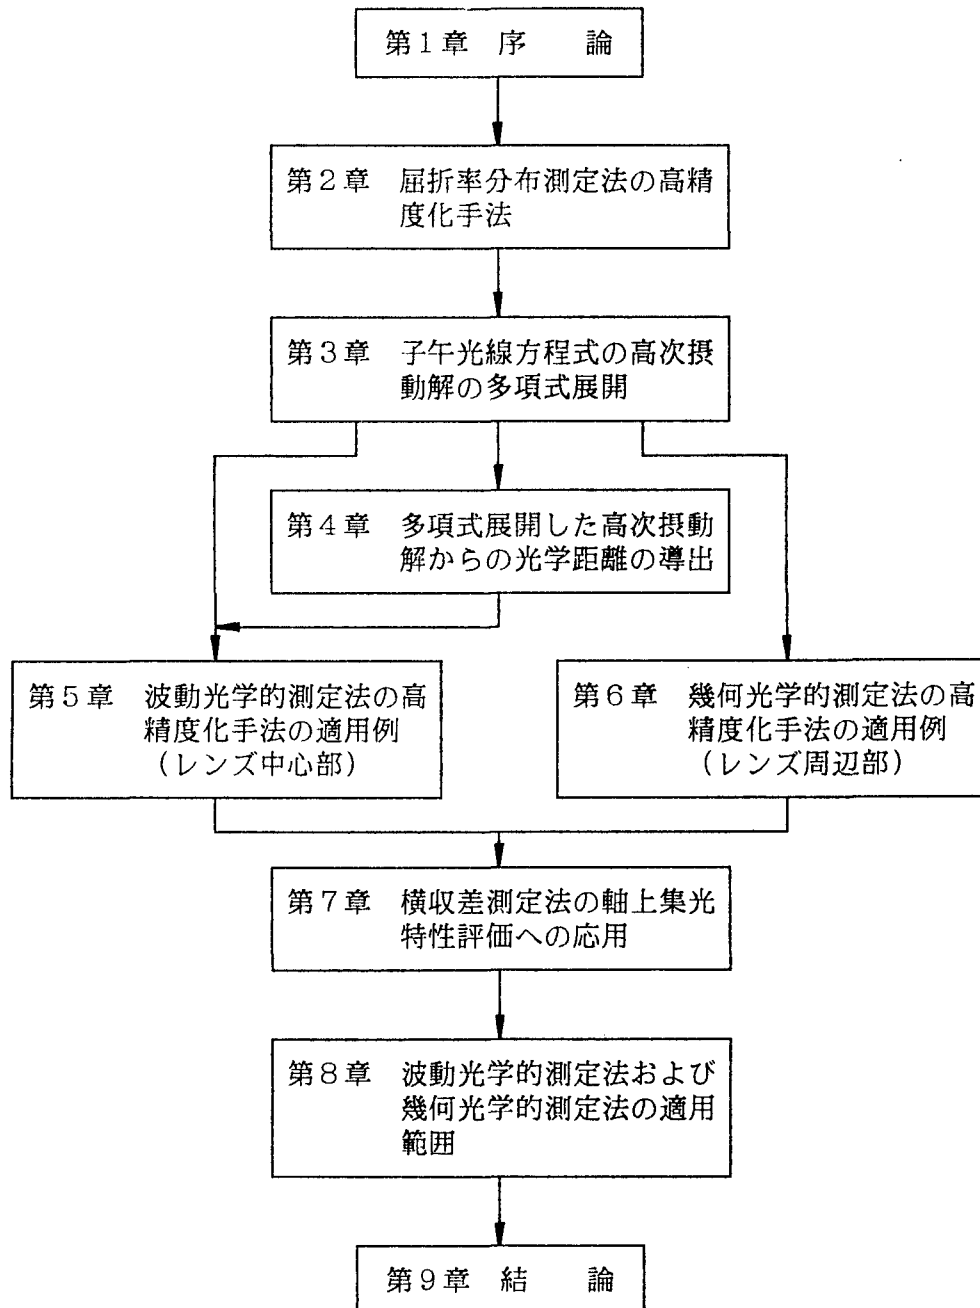 第1章 序　　論
第2章 屈折率分布測定法の高精
度化手法
第3章 子午光線方程式の高次摂
動解の多項式展開
第4章 多項式展開した高次摂動
解からの光学距離の導出
第5章 波動光学的測定法の高
精度化手法の適用例
（レンズ中心部）
第6章 幾何光学的測定法の高
精度化手法の適用例
（レンズ周辺部）
第7章 横収差測定法の軸上集光
特性評価への応用
第8章 波動光学的測定法および
幾何光学的測定法の適用
範囲
第9章 結　　論